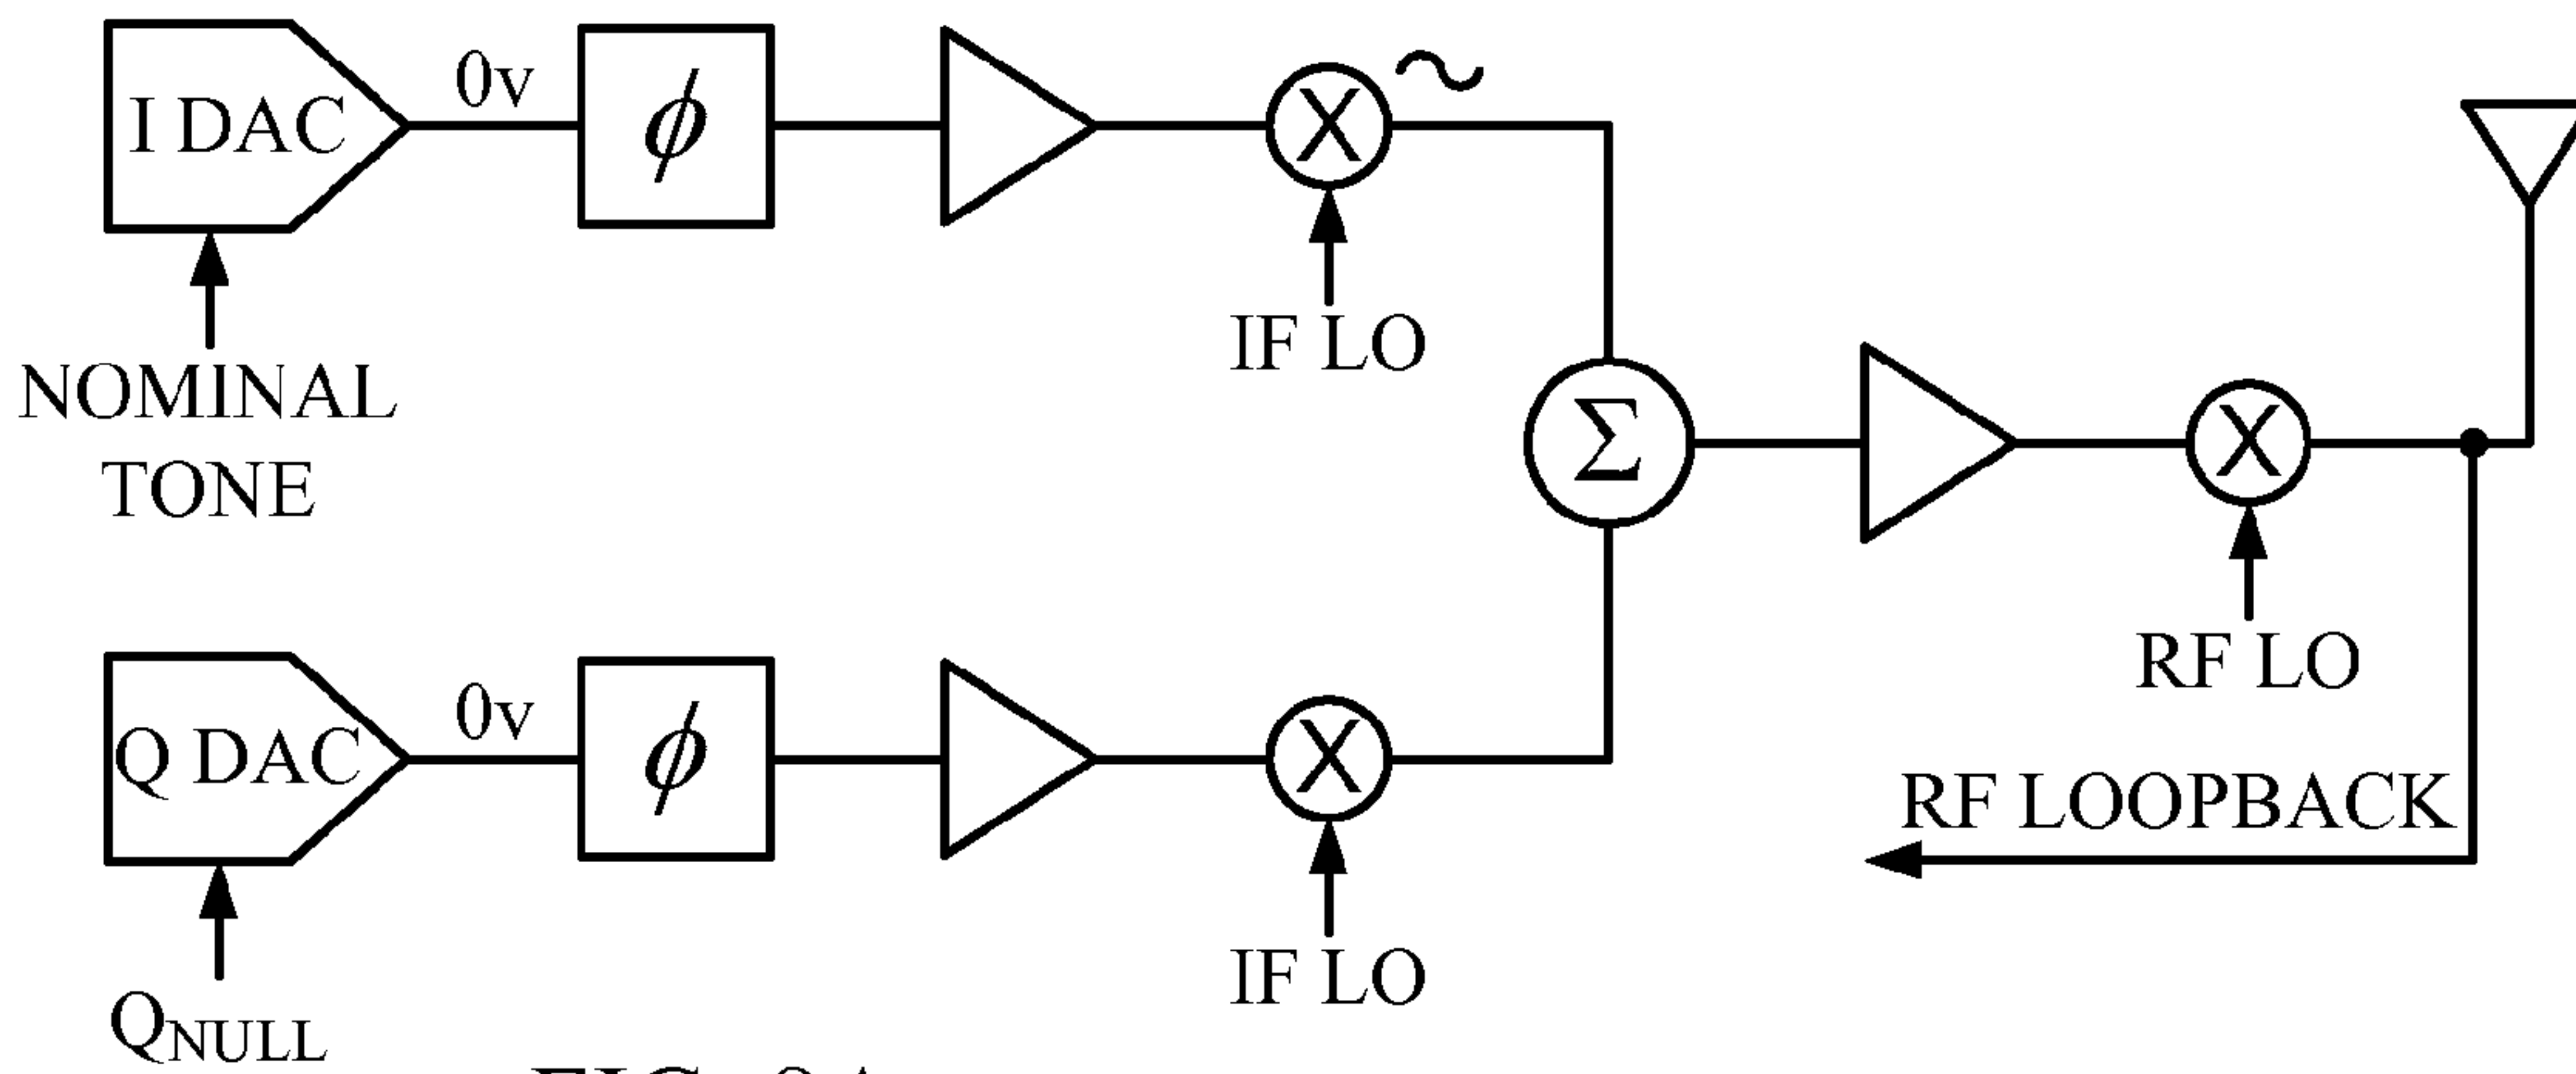 I DAC
0v
ϕ
X
~
IF LO
NOMINAL
TONE
Σ
X
RF LO
Q DAC
0v
ϕ
X
IF LO
RF LOOPBACK
QNULL